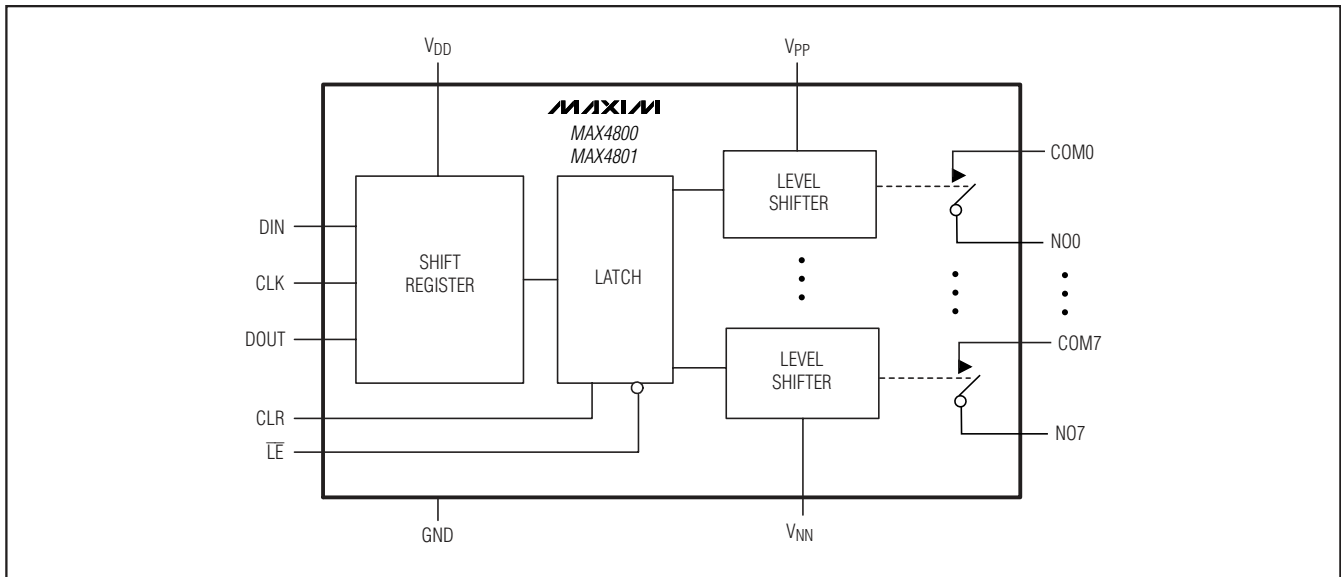 VDD
VPP
MAXIM
MAX4800
MAX4801
COM0
LEVEL
SHIFTER
DIN
NO0
SHIFT
REGISTER
LATCH
CLK
DOUT
COM7
LEVEL
SHIFTER
CLR
NO7
LE
GND
VNN